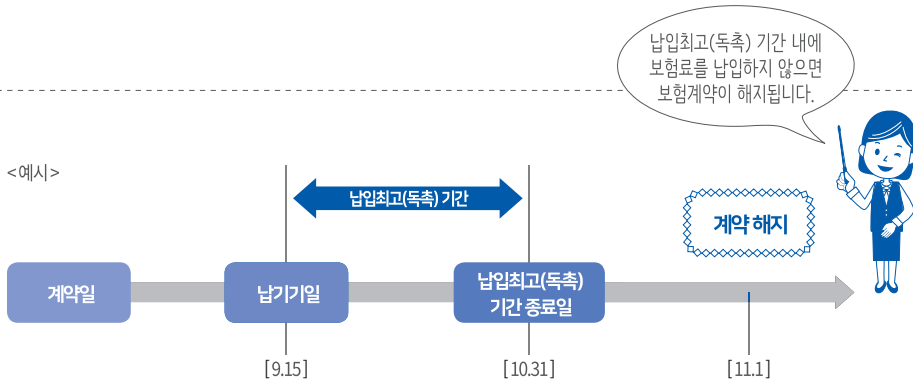 납입최고(독촉) 기간 내에
보험료를 납입하지 않으면
보험계약이 해지됩니다.
<예시>
납입최고(독촉) 기간
계약 해지
계약일
납기기일
납입최고(독촉)
기간 종료일
[9.15]
[10.31]
[11.1]